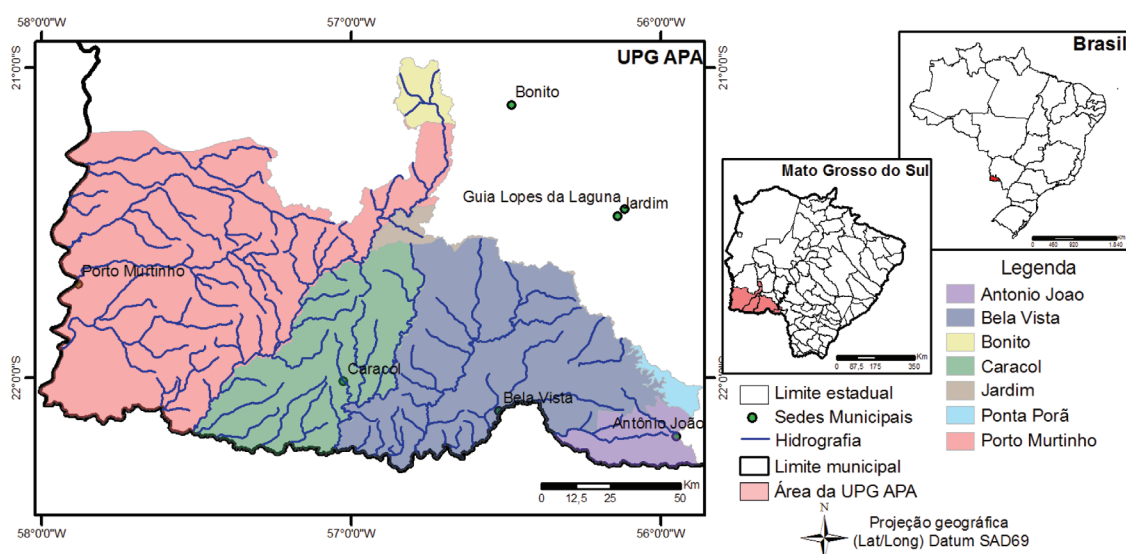 58°0'0"W
57°0'0"W
56°0'0"W
21°0'0"S
22°0'0"S
UPG APA
Bonito
Guia Lopes da Laguna
Jardim
Porto Murtinho
Caracol
Bela Vista
Antônio João
Km
0 12,5 25 50
58°0'0"W
57°0'0"W
56°0'0"W
21°0'0"S
22°0'0"S
Brasil
Km
0 460 920 1.840
Mato Grosso do Sul
Km
0 87,5 175 350
Limite estadual
Sedes Municipais
Hidrografia
Limite municipal
Área da UPG APA
Legenda
Antonio Joao
Bela Vista
Bonito
Caracol
Jardim
Ponta Porã
Porto Murtinho
N
Projeção geográfica
(Lat/Long) Datum SAD69